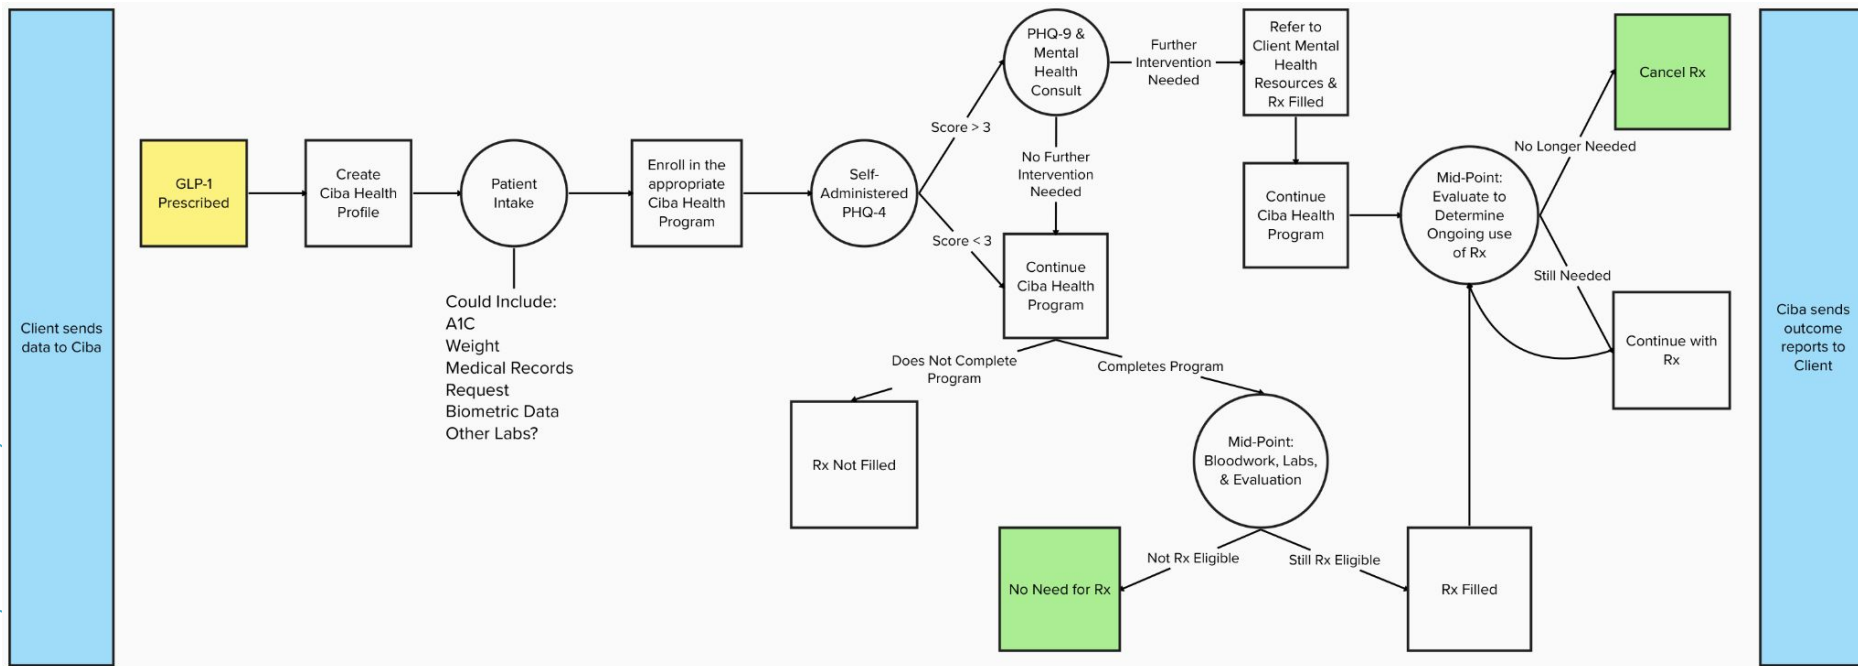 Client sends
data to Ciba
GLP-1
Prescribed
Create
Ciba Health
Profile
Patient
Intake
Could Include:
A1C
Weight
Medical Records
Request
Biometric Data
Other Labs?
Enroll in the
appropriate
Ciba Health
Program
Self-
Administered
PHQ-4
Score > 3
Score < 3
PHQ-9 &
Mental
Health
Consult
Further
Intervention
Needed
No Further
Intervention
Needed
Refer to
Client Mental
Health
Resources &
Rx Filled
Continue
Ciba Health
Program
Continue
Ciba Health
Program
Does Not Complete
Program
Completes Program
Rx Not Filled
Mid-Point:
Bloodwork, Labs,
& Evaluation
Not Rx Eligible
Still Rx Eligible
No Need for Rx
Rx Filled
Mid-Point:
Evaluate to
Determine
Ongoing use
of Rx
No Longer Needed
Still Needed
Cancel Rx
Continue with
Rx
Ciba sends
outcome
reports to
Client